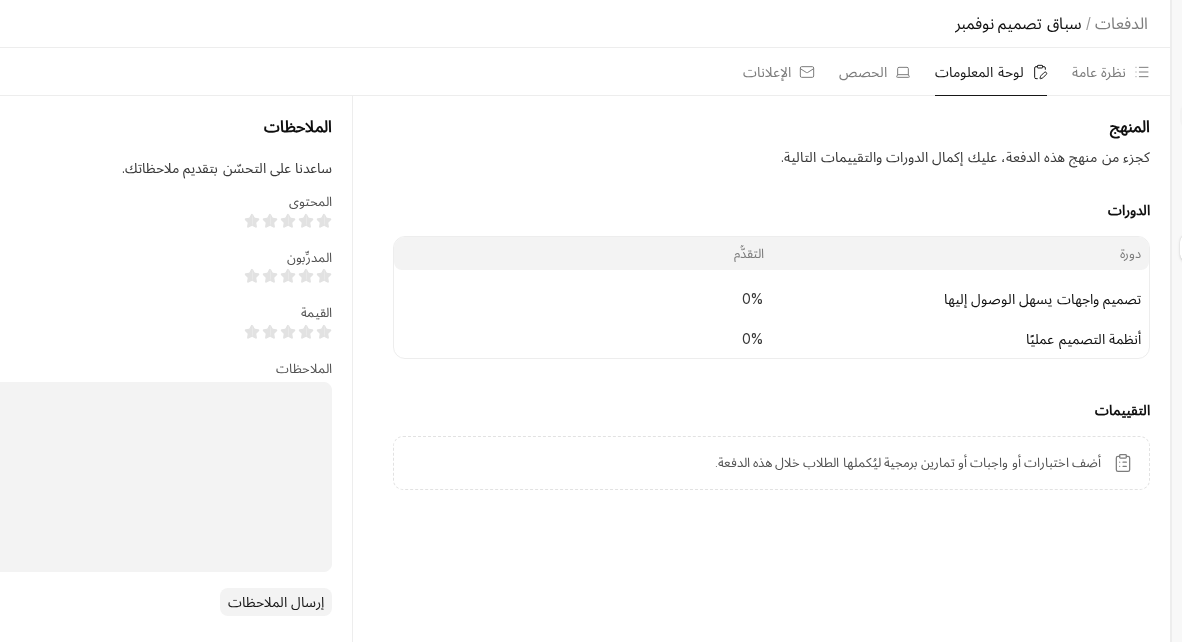 الدفعات / سباق تصميم نوفمبر
نظرة عامة
لوحة المعلومات
الحصص
الإعلانات
المنهج
كجزء من منهج هذه الدفعة، عليك إكمال الدورات والتقييمات التالية.
الدورات
دورة
التقدُّم
تصميم واجهات يسهل الوصول إليها
0%
أنظمة التصميم عمليًا
0%
التقييمات
أضف اختبارات أو واجبات أو تمارين برمجية ليُكملها الطلاب خلال هذه الدفعة.
الملاحظات
ساعدنا على التحسّن بتقديم ملاحظاتك.
المحتوى
المدرِّبون
القيمة
الملاحظات
إرسال الملاحظات